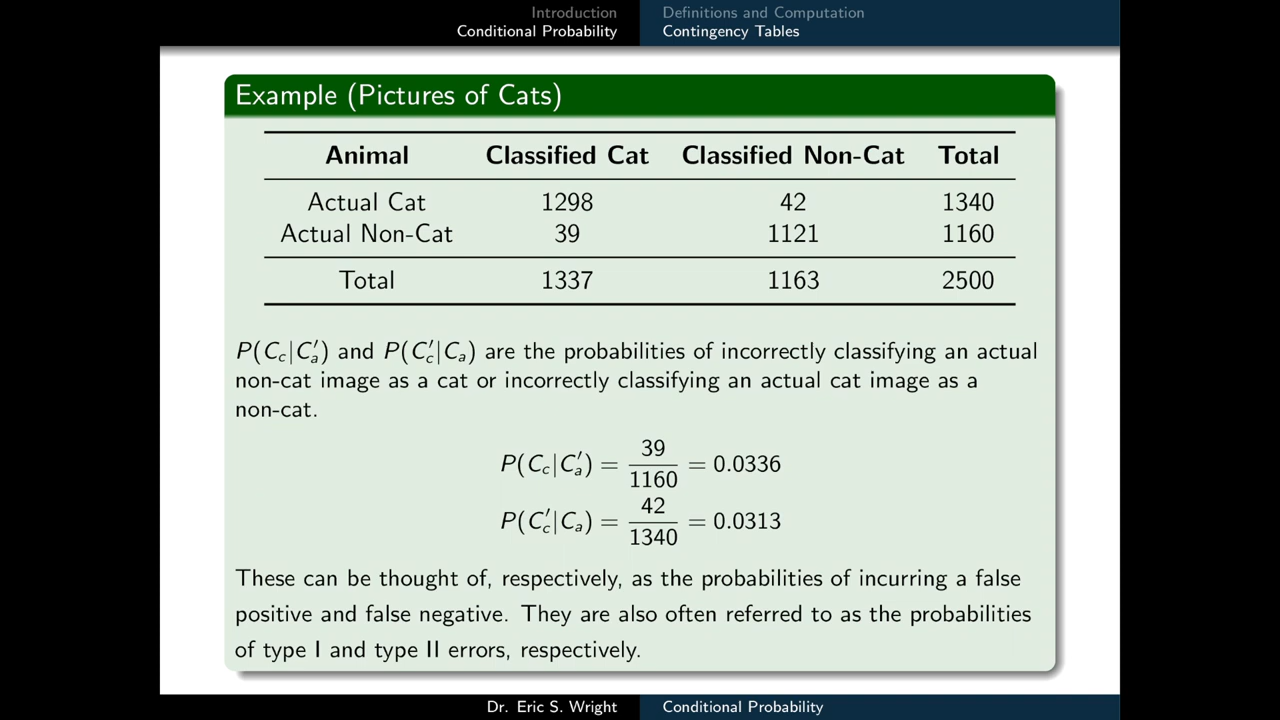 Introduction
Conditional Probability
Definitions and Computation
Contingency Tables
Example (Pictures of Cats)
Animal Classified Cat Classified Non-Cat Total
Actual Cat 1298 42 1340
Actual Non-Cat 39 1121 1160
Total 1337 1163 2500
P(C_c|C'_a) and P(C'_c|C_a) are the probabilities of incorrectly classifying an actual
non-cat image as a cat or incorrectly classifying an actual cat image as a
non-cat.
P(C_c|C'_a) = 39/1160 = 0.0336
P(C'_c|C_a) = 42/1340 = 0.0313
These can be thought of, respectively, as the probabilities of incurring a false
positive and false negative. They are also often referred to as the probabilities
of type I and type II errors, respectively.
Dr. Eric S. Wright
Conditional Probability